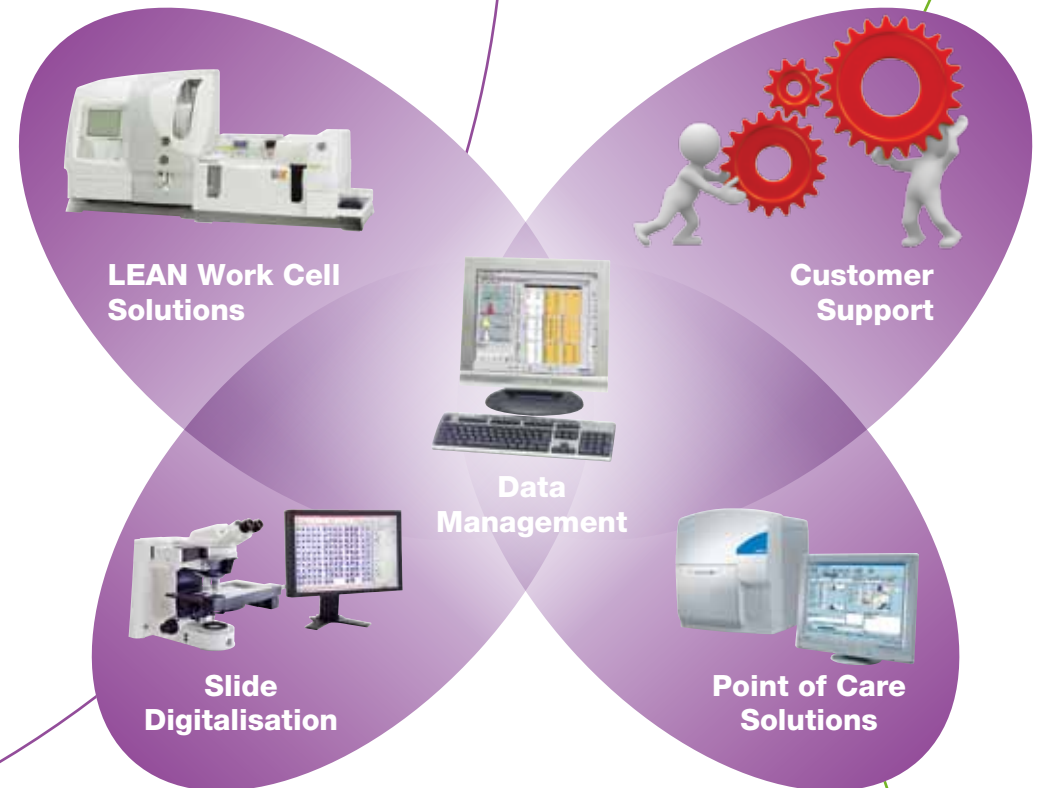 LEAN Work Cell
Solutions
Customer
Support
Data
Management
Slide
Digitalisation
Point of Care
Solutions